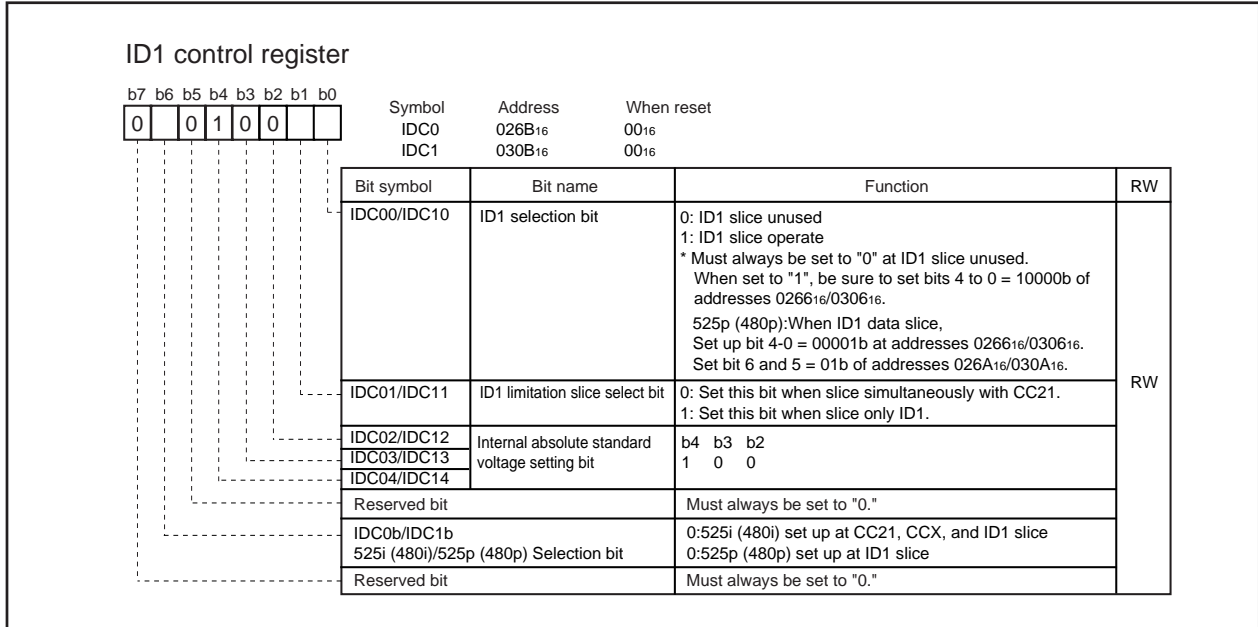 ID1 control register
b7 b6 b5 b4 b3 b2 b1 b0
0 0 1 0 0
Symbol Address When reset
IDC0 026B16 0016
IDC1 030B16 0016
Bit symbol Bit name Function RW
IDC00/IDC10 ID1 selection bit 0: ID1 slice unused
1: ID1 slice operate
* Must always be set to "0" at ID1 slice unused.
When set to "1", be sure to set bits 4 to 0 = 10000b of
addresses 026616/030616.
525p (480p):When ID1 data slice,
Set up bit 4-0 = 00001b at addresses 026616/030616.
Set bit 6 and 5 = 01b of addresses 026A16/030A16.
RW
IDC01/IDC11 ID1 limitation slice select bit 0: Set this bit when slice simultaneously with CC21.
1: Set this bit when slice only ID1.
IDC02/IDC12 Internal absolute standard b4 b3 b2
IDC03/IDC13 voltage setting bit 1 0 0
IDC04/IDC14
Reserved bit Must always be set to "0."
IDC0b/IDC1b 0:525i (480i) set up at CC21, CCX, and ID1 slice
525i (480i)/525p (480p) Selection bit 0:525p (480p) set up at ID1 slice
Reserved bit Must always be set to "0."